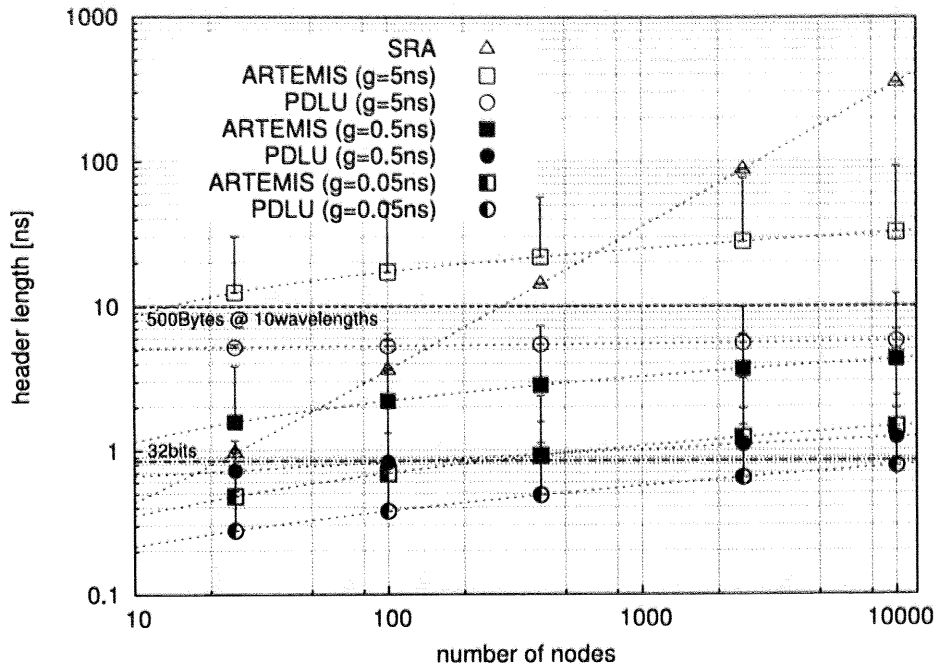 1000
SRA
ARTEMIS (g=5ns)
PDLU (g=5ns)
ARTEMIS (g=0.5ns)
PDLU (g=0.5ns)
ARTEMIS (g=0.05ns)
PDLU (g=0.05ns)
100
header length [ns]
10
500Bytes @ 10wavelengths
32bits
1
0.1
10
100
1000
10000
number of nodes